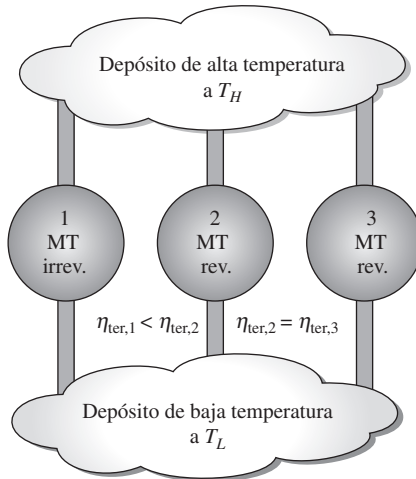 Depósito de alta temperatura
a T_H
1
MT
irrev.
2
MT
rev.
3
MT
rev.
η_ter,1 < η_ter,2
η_ter,2 = η_ter,3
Depósito de baja temperatura
a T_L